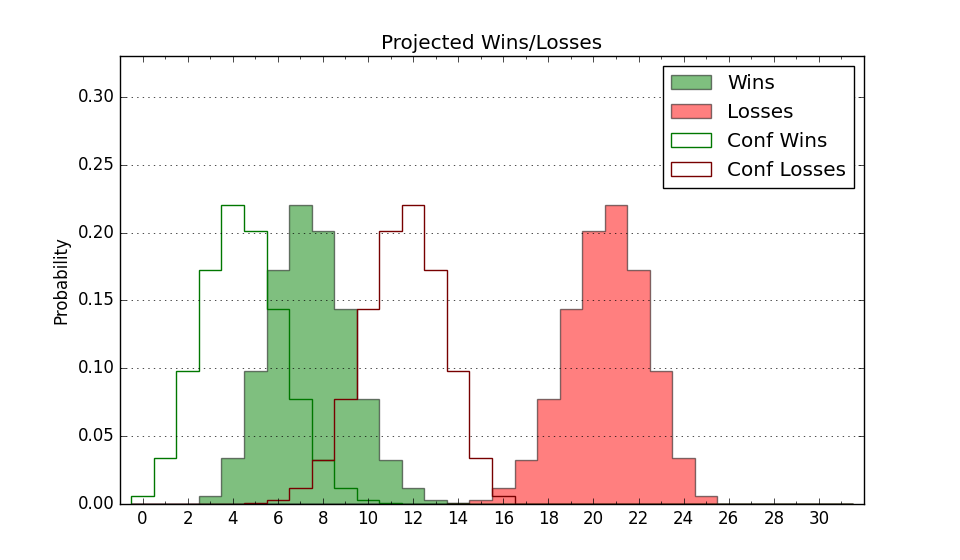 Projected Wins/Losses
Wins
Losses
Conf Wins
Conf Losses
Probability
0.30
0.25
0.20
0.15
0.10
0.05
0.00
0 2 4 6 8 10 12 14 16 18 20 22 24 26 28 30